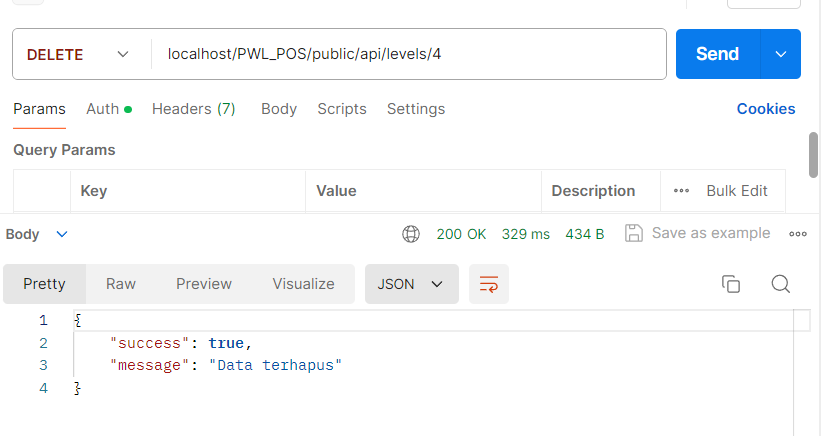 DELETE localhost/PWL_POS/public/api/levels/4 Send
Params Auth Headers (7) Body Scripts Settings Cookies
Query Params
Key Value Description ••• Bulk Edit
Body 200 OK 329 ms 434 B Save as example
Pretty Raw Preview Visualize JSON
1 {
2 "success": true,
3 "message": "Data terhapus"
4 }